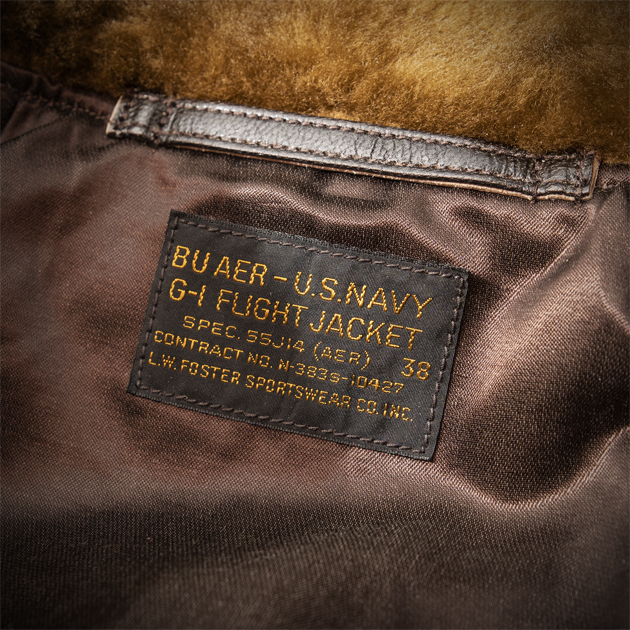 BU AER – U.S. NAVY
G-1 FLIGHT JACKET
SPEC. 55J14 (AER) 38
CONTRACT NO. N-383s-10427
L.W. FOSTER SPORTSWEAR CO. INC.